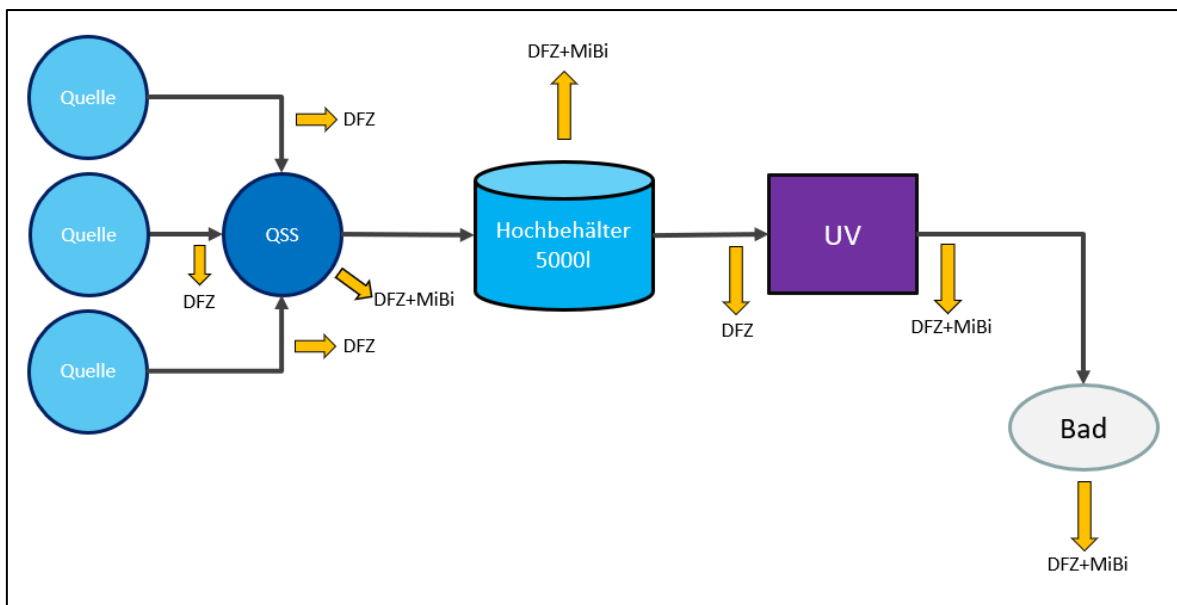 DFZ+MiBi
Quelle
DFZ
Quelle
QSS
Hochbehälter
5000l
UV
DFZ
DFZ+MiBi
DFZ
DFZ+MiBi
Quelle
DFZ
Bad
DFZ+MiBi